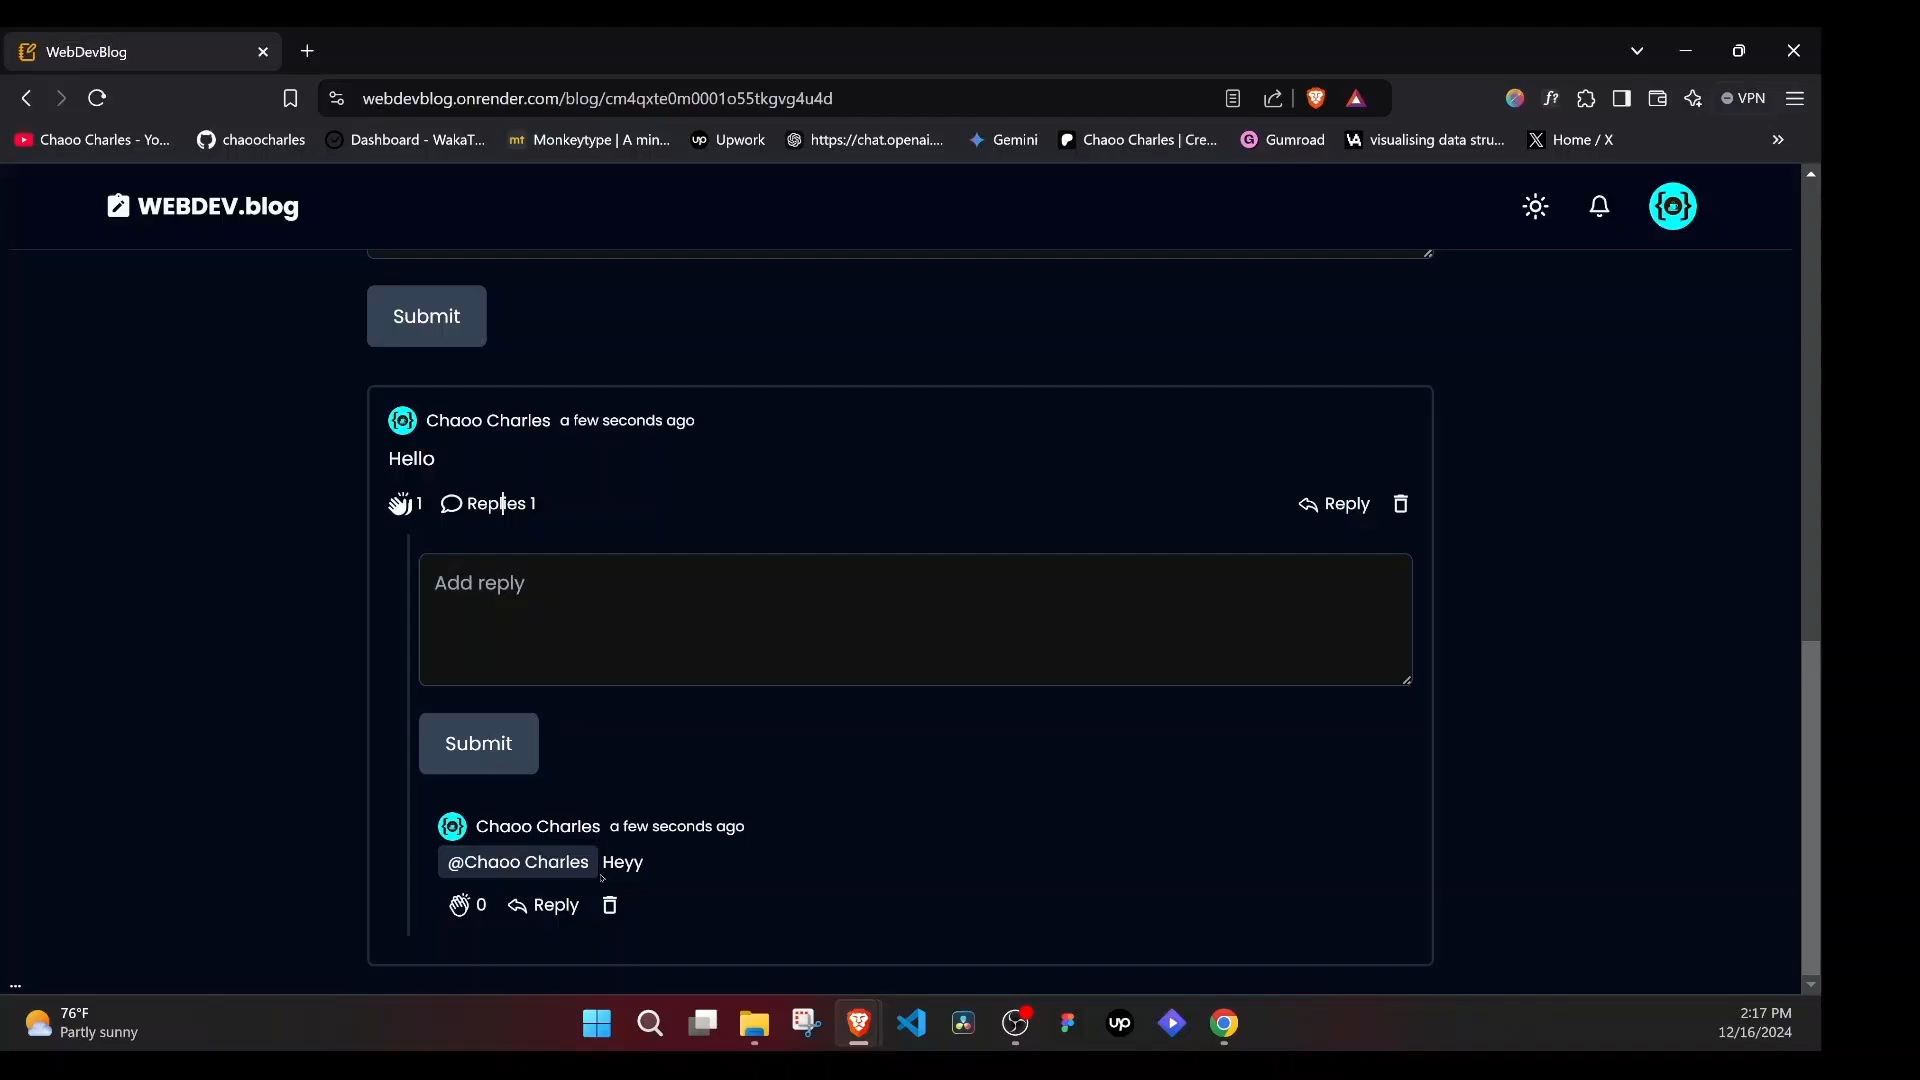 WebDevBlog
webdevblog.onrender.com/blog/cm4qxte0m0001o55tkgvg4u4d
VPN
Chaoo Charles - Yo...
chaoocharles
Dashboard - WakaT...
mt Monkeytype | A min...
up Upwork
https://chat.openai....
Gemini
Chaoo Charles | Cre...
Gumroad
visualising data stru...
Home / X
WEBDEV.blog
Submit
Chaoo Charles a few seconds ago
Hello
1 Replies 1
Reply
Add reply
Submit
Chaoo Charles a few seconds ago
@Chaoo Charles Heyy
0 Reply
...
76°F
Partly sunny
up
2:17 PM
12/16/2024